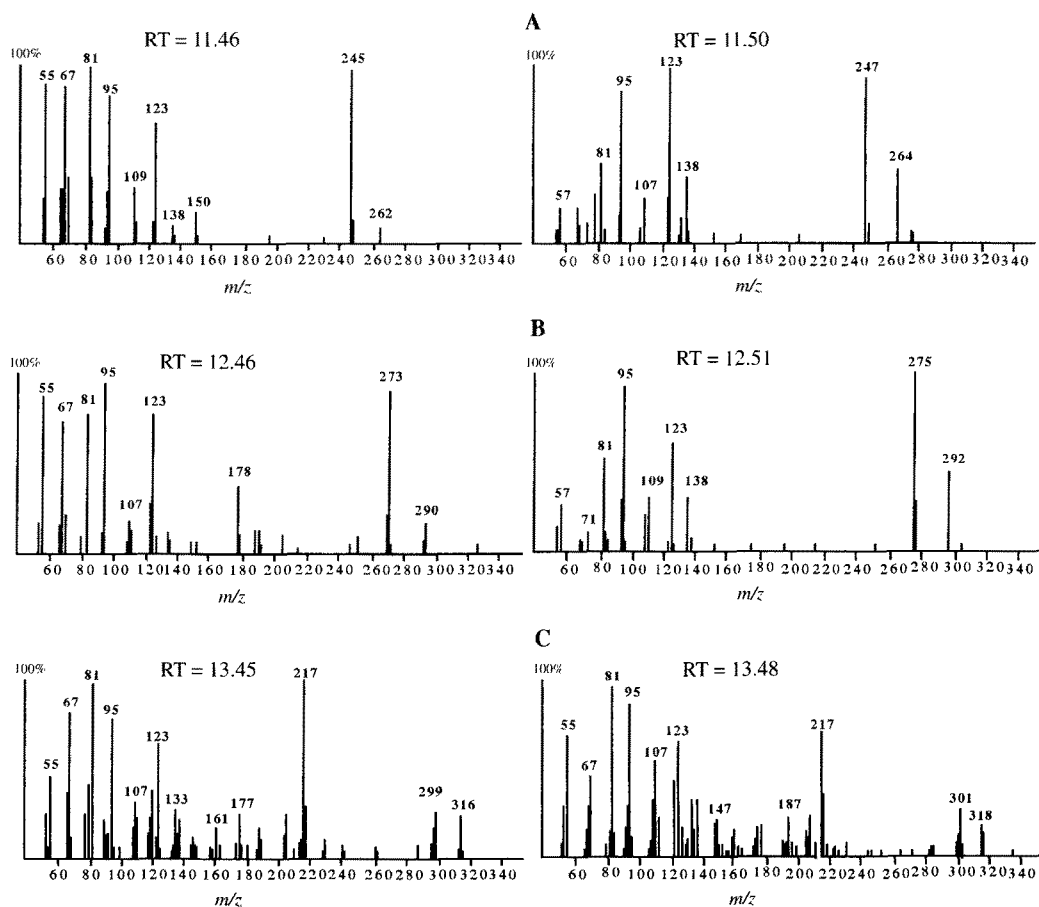 A
RT = 11.46
RT = 11.50
100%
55 67 81 95 109 123 138 150 245 262
60 80 100 120 140 160 180 200 220 240 260 280 300 320 340
m/z
100%
57 81 95 107 123 138 247 264
60 80 100 120 140 160 180 200 220 240 260 280 300 320 340
m/z
B
RT = 12.46
RT = 12.51
100%
55 67 81 95 107 123 178 273 290
60 80 100 120 140 160 180 200 220 240 260 280 300 320 340
m/z
100%
57 71 81 95 109 123 138 275 292
60 80 100 120 140 160 180 200 220 240 260 280 300 320 340
m/z
C
RT = 13.45
RT = 13.48
100%
55 67 81 95 107 123 133 161 177 217 299 316
60 80 100 120 140 160 180 200 220 240 260 280 300 320 340
m/z
100%
55 67 81 95 107 123 147 187 217 301 318
60 80 100 120 140 160 180 200 220 240 260 280 300 320 340
m/z